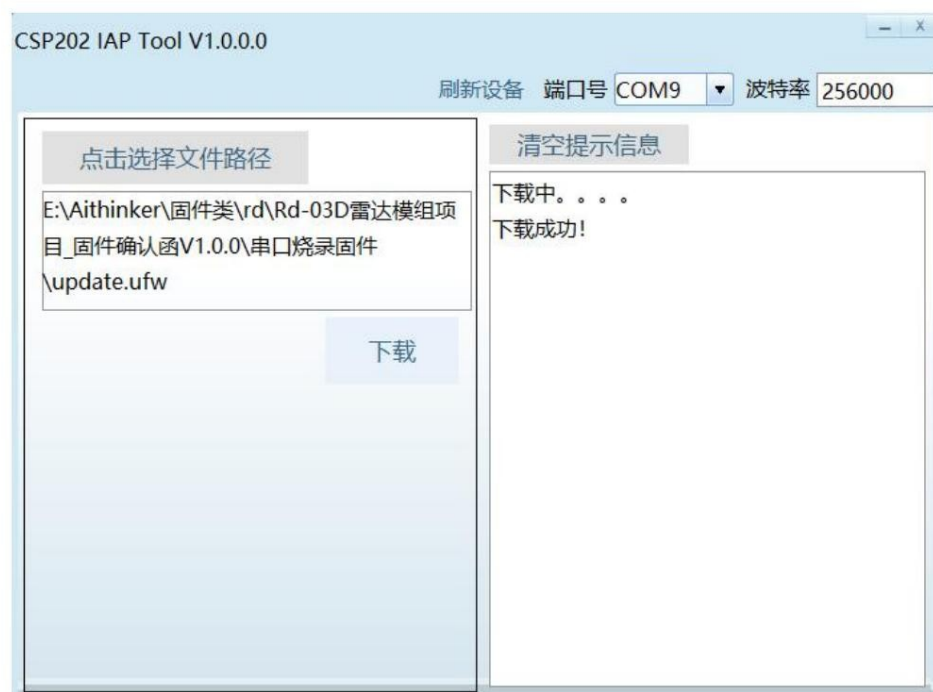 CSP202 IAP Tool V1.0.0.0
刷新设备 端口号 COM9 波特率 256000
点击选择文件路径
E:\Aithinker\固件类\rd\Rd-03D雷达模组项
目_固件确认函V1.0.0\串口烧录固件
\update.ufw
下载
清空提示信息
下载中。。。。
下载成功!